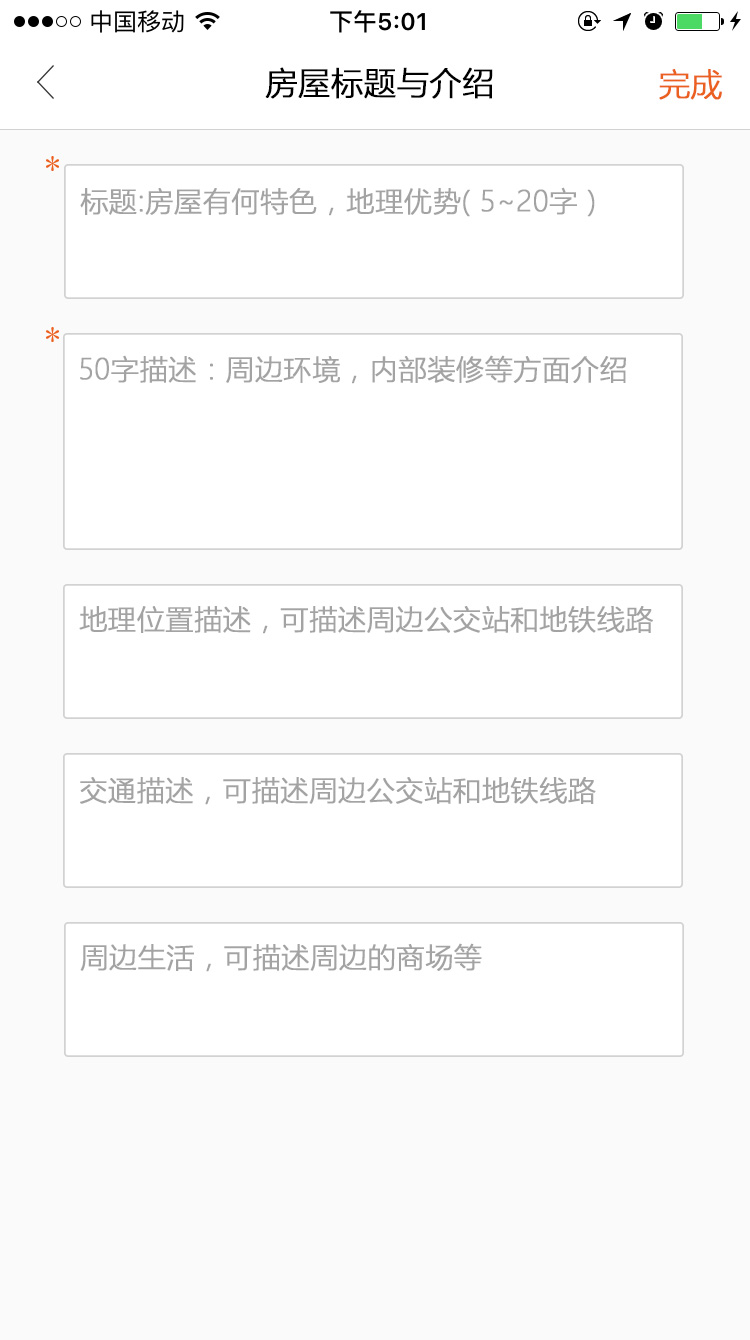 中国移动 下午5:01
房屋标题与介绍 完成
*
标题:房屋有何特色，地理优势( 5~20字 )
*
50字描述：周边环境，内部装修等方面介绍
地理位置描述，可描述周边公交站和地铁线路
交通描述，可描述周边公交站和地铁线路
周边生活，可描述周边的商场等